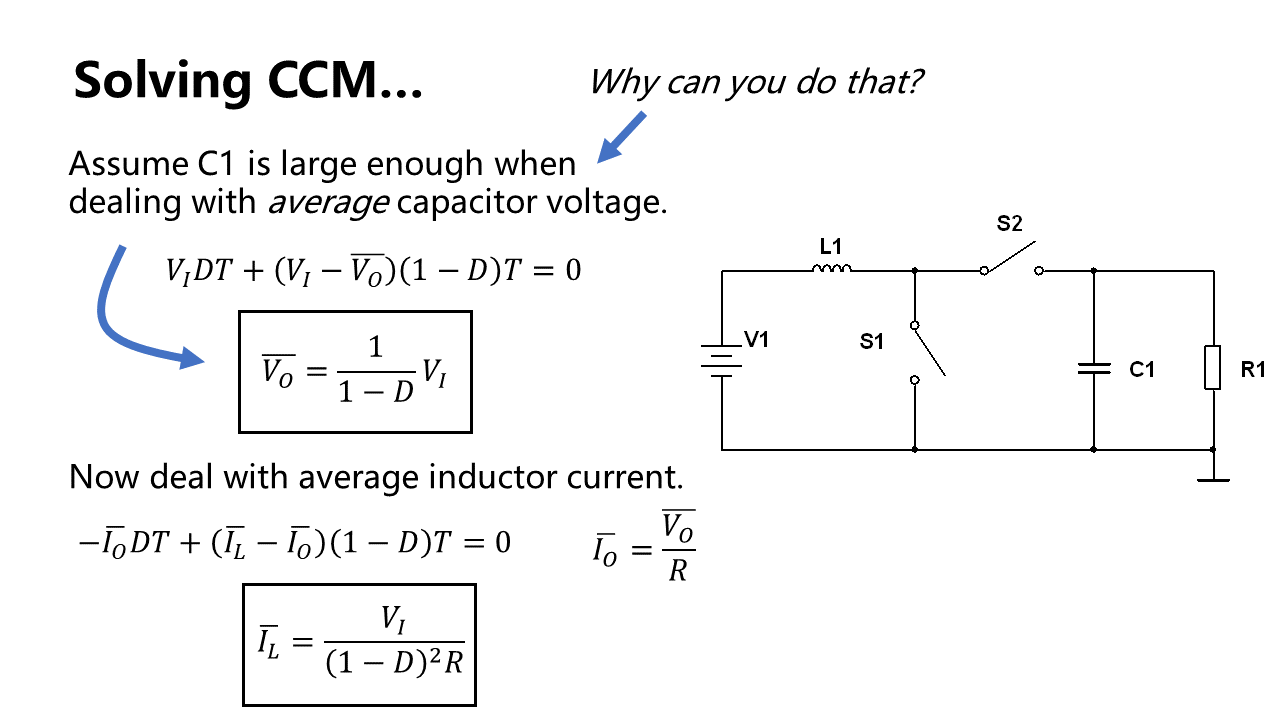 Solving CCM...
Why can you do that?
Assume C1 is large enough when
dealing with average capacitor voltage.
$V_I DT + (V_I - \overline{V_O})(1 - D)T = 0$
$\overline{V_O} = \frac{1}{1 - D} V_I$
Now deal with average inductor current.
$-\overline{I_O} DT + (\overline{I_L} - \overline{I_O})(1 - D)T = 0$
$\overline{I_O} = \frac{\overline{V_O}}{R}$
$\overline{I_L} = \frac{V_I}{(1 - D)^2 R}$
S2
L1
V1
S1
C1
R1